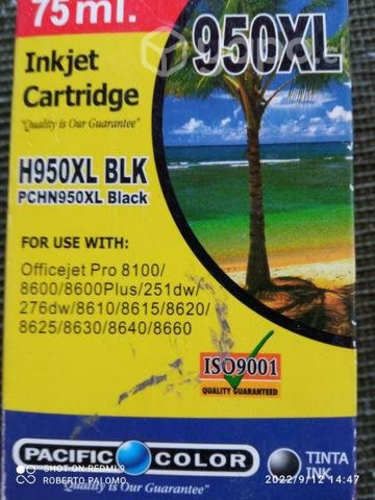 75ml.
950XL
Inkjet
Cartridge
"Quality is Our Guarantee"
H950XL BLK
PCHN950XL Black
FOR USE WITH:
Officejet Pro 8100/
8600/8600Plus/251dw/
276dw/8610/8615/8620/
8625/8630/8640/8660
ISO9001
QUALITY GUARANTEED
PACIFIC COLOR
"Quality is Our Guarantee"
TINTA
INK
SHOT ON REDMI 9
ROBERTO PALOMO
2022/9/12 14:47